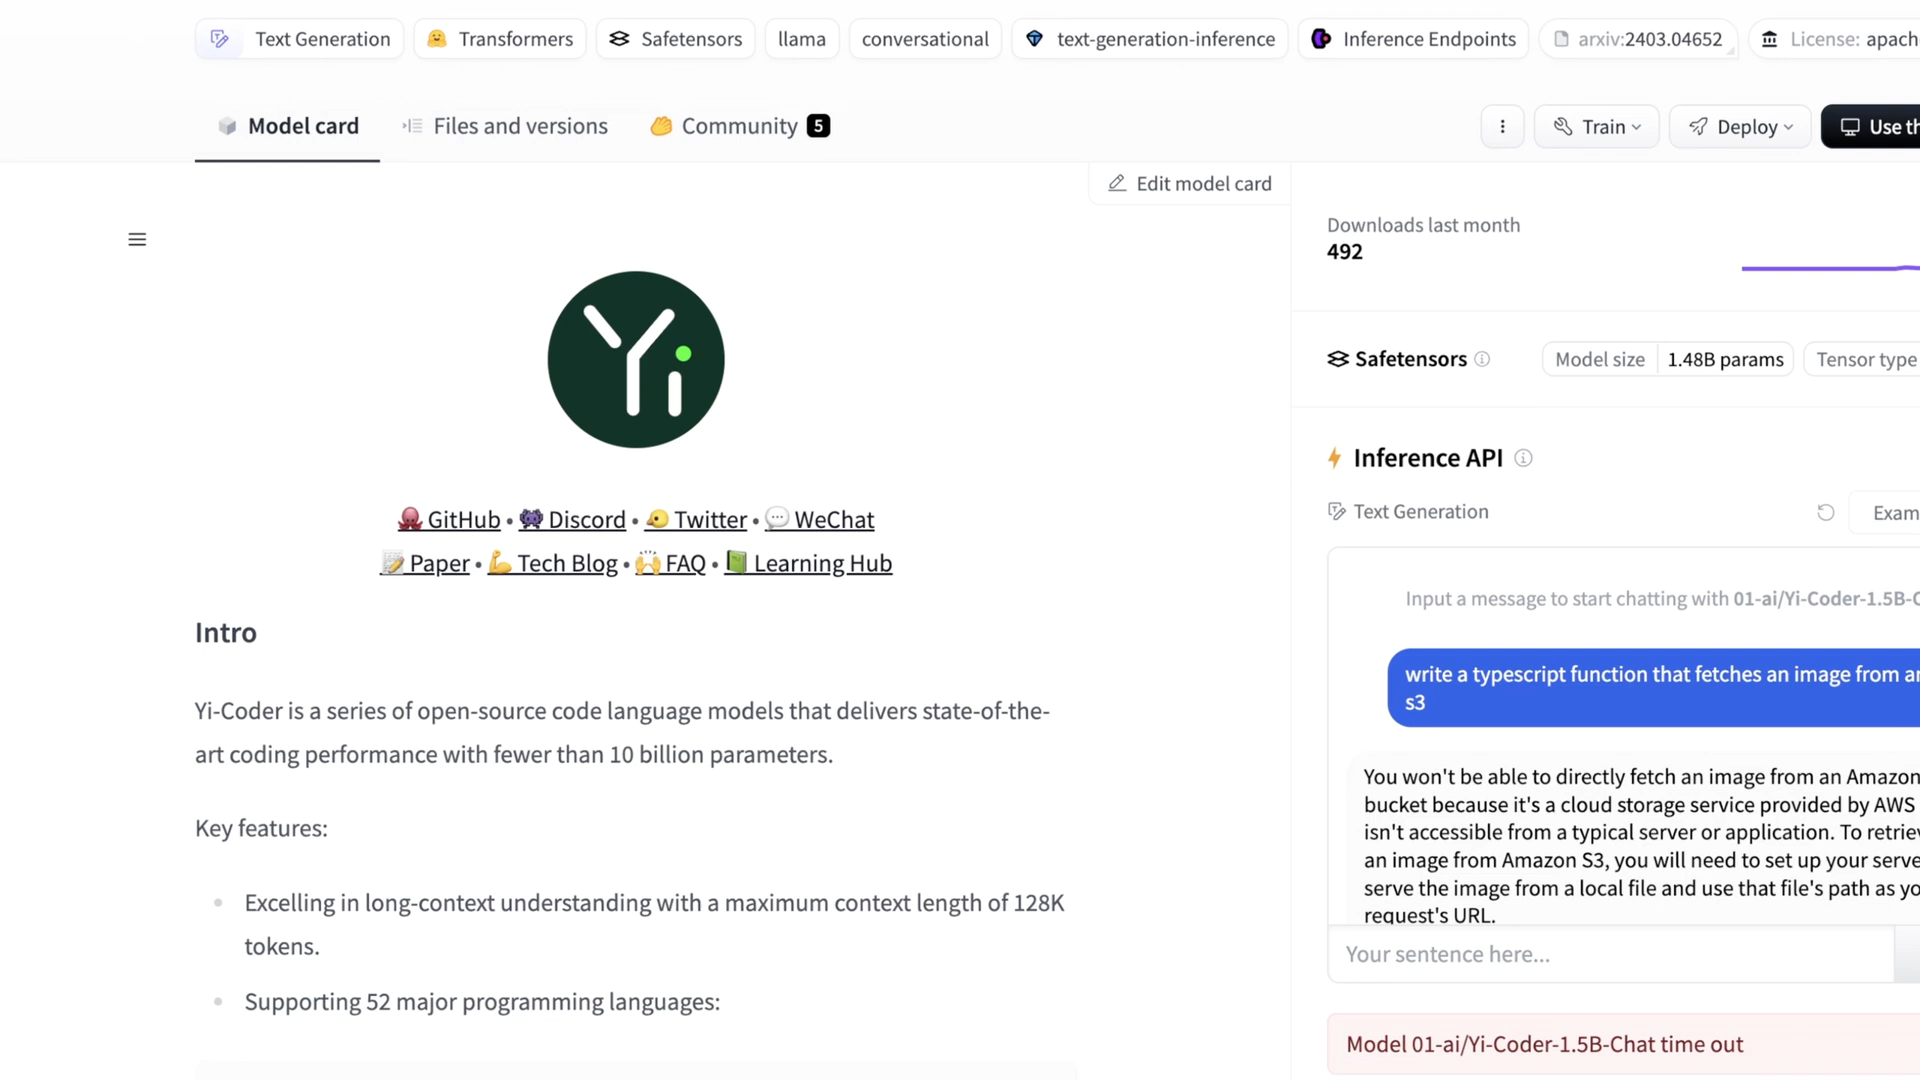 Text Generation Transformers Safetensors llama conversational text-generation-inference Inference Endpoints arxiv:2403.04652 License: apach
Model card Files and versions Community 5 Train Deploy Use th
Edit model card
Yi
GitHub • Discord • Twitter • WeChat
Paper • Tech Blog • FAQ • Learning Hub
Intro
Yi-Coder is a series of open-source code language models that delivers state-of-the-
art coding performance with fewer than 10 billion parameters.
Key features:
Excelling in long-context understanding with a maximum context length of 128K
tokens.
Supporting 52 major programming languages:
Downloads last month
492
Safetensors Model size 1.48B params Tensor type
Inference API
Text Generation Exam
Input a message to start chatting with 01-ai/Yi-Coder-1.5B-C
write a typescript function that fetches an image from an
s3
You won't be able to directly fetch an image from an Amazon
bucket because it's a cloud storage service provided by AWS
isn't accessible from a typical server or application. To retriev
an image from Amazon S3, you will need to set up your serve
serve the image from a local file and use that file's path as yo
request's URL.
Your sentence here...
Model 01-ai/Yi-Coder-1.5B-Chat time out